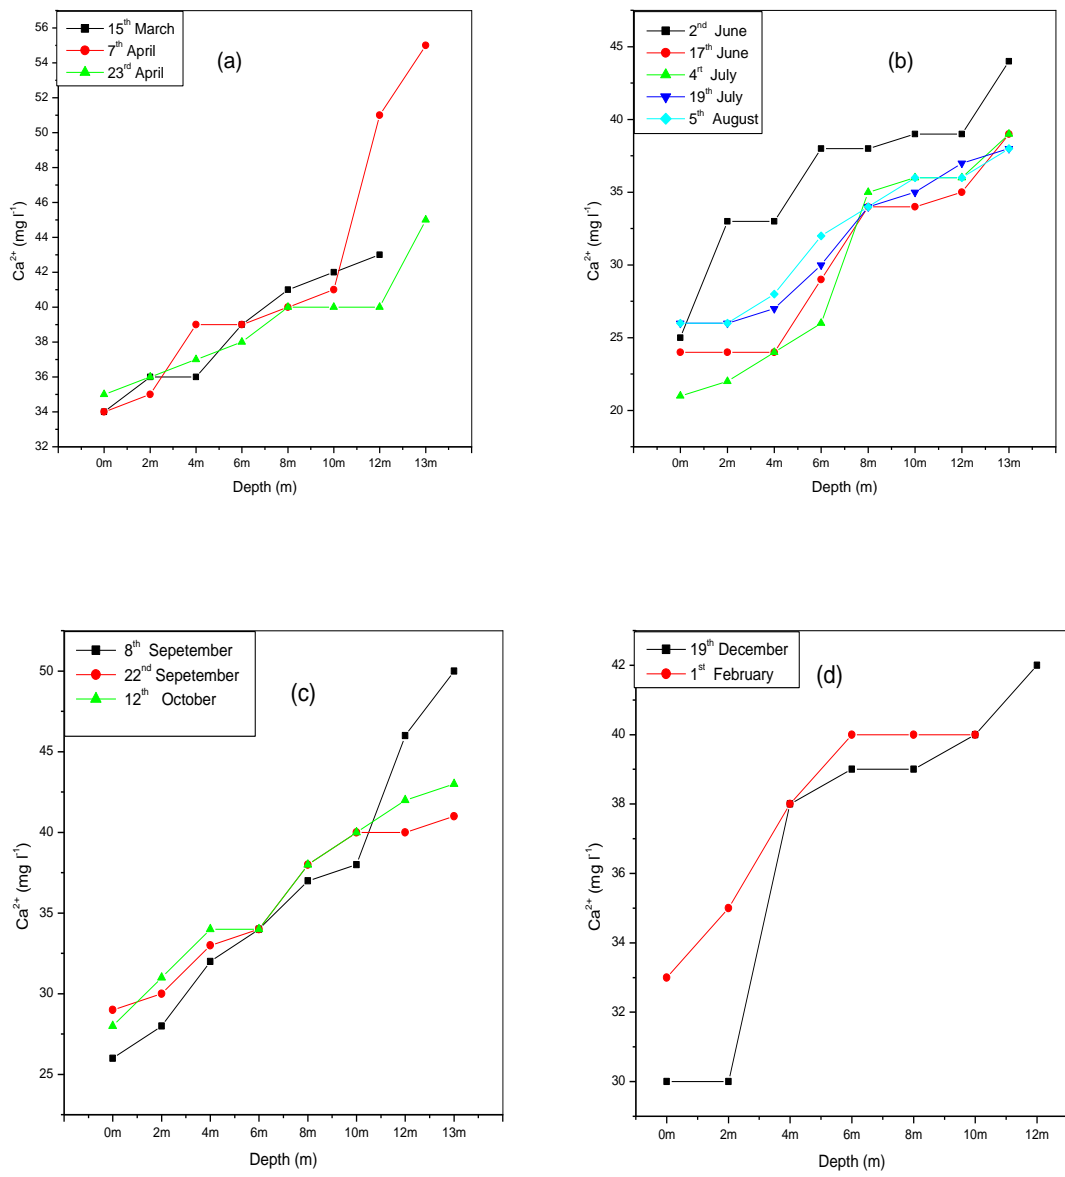 15th March
7th April
23rd April
(a)
56
54
52
50
48
46
44
42
40
38
36
34
32
Ca2+ (mg l-1)
0m 2m 4m 6m 8m 10m 12m 13m
Depth (m)
2nd June
17th June
4rt July
19th July
5th August
(b)
45
40
35
30
25
20
Ca2+ (mg l-1)
0m 2m 4m 6m 8m 10m 12m 13m
Depth (m)
8th Sepetember
22nd Sepetember
12th October
(c)
50
45
40
35
30
25
Ca2+ (mg l-1)
0m 2m 4m 6m 8m 10m 12m 13m
Depth (m)
19th December
1st February
(d)
42
40
38
36
34
32
30
Ca2+ (mg l-1)
0m 2m 4m 6m 8m 10m 12m
Depth (m)